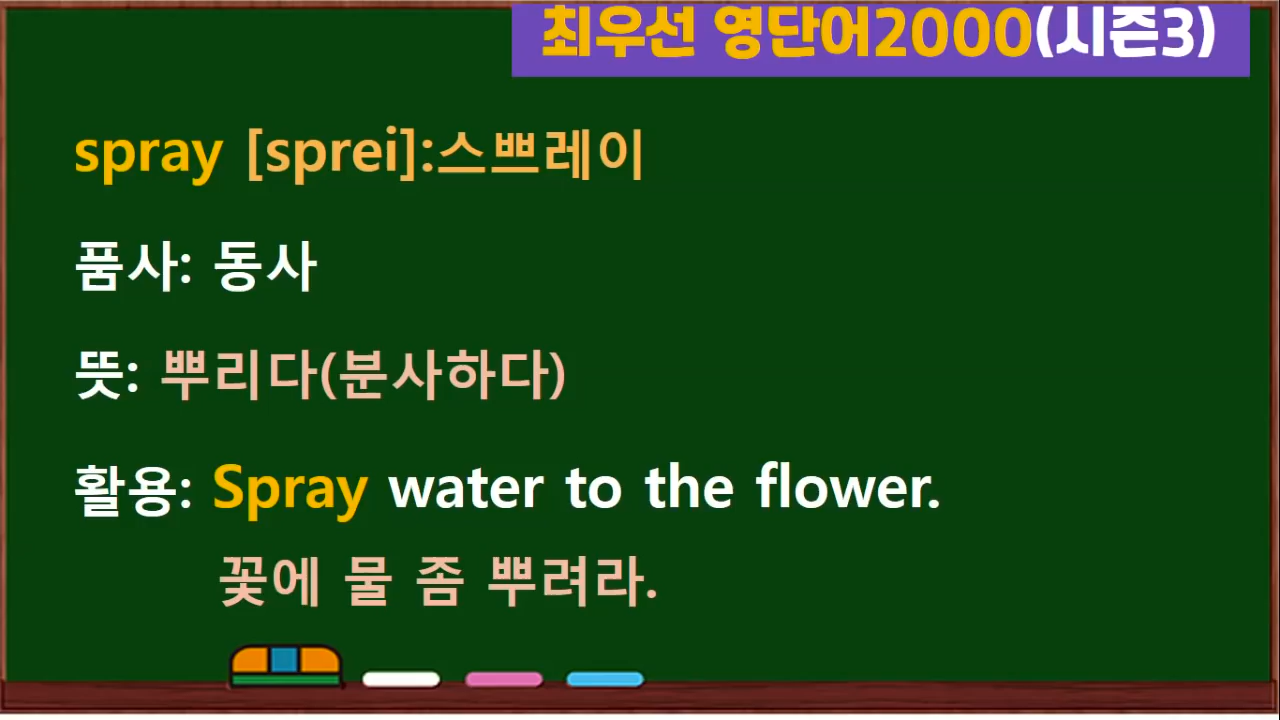 최우선 영단어2000(시즌3)
spray [sprei]:스쁘레이
품사: 동사
뜻: 뿌리다(분사하다)
활용: Spray water to the flower.
꽃에 물 좀 뿌려라.